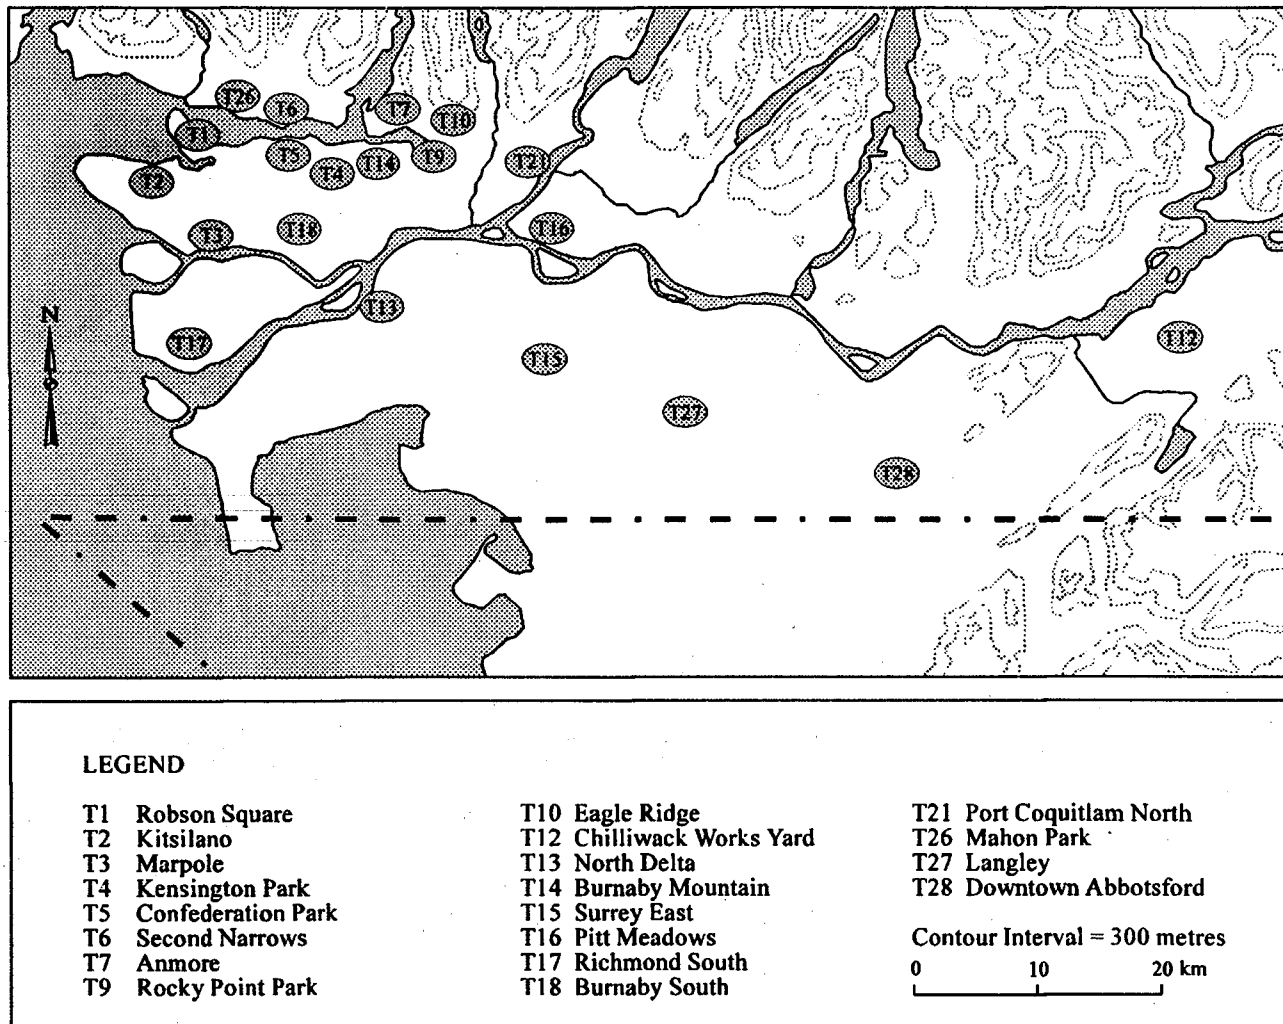 T26 T6 T7 T10
T1
T5 T4 T14 T9 T21
T2
T3 T18 T16
N
T13
T17 T15 T12
T27
T28
LEGEND
T1 Robson Square
T2 Kitsilano
T3 Marpole
T4 Kensington Park
T5 Confederation Park
T6 Second Narrows
T7 Anmore
T9 Rocky Point Park
T10 Eagle Ridge
T12 Chilliwack Works Yard
T13 North Delta
T14 Burnaby Mountain
T15 Surrey East
T16 Pitt Meadows
T17 Richmond South
T18 Burnaby South
T21 Port Coquitlam North
T26 Mahon Park
T27 Langley
T28 Downtown Abbotsford
Contour Interval = 300 metres
0 10 20 km